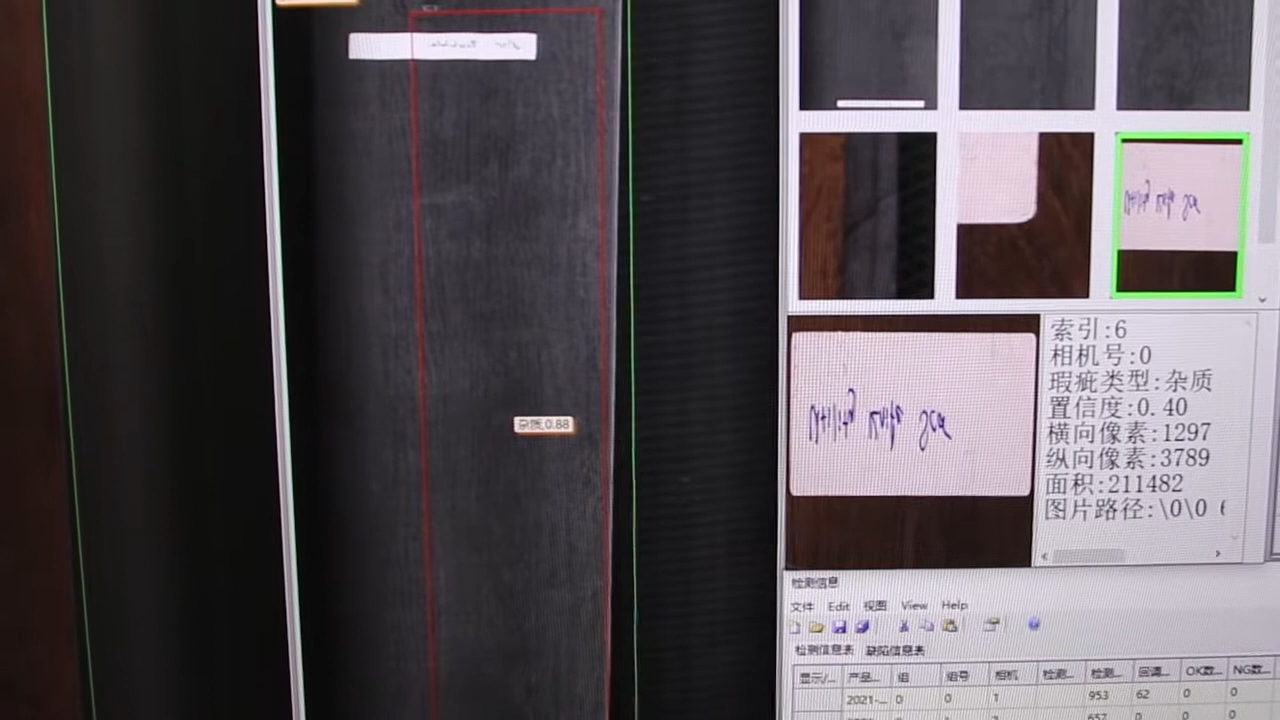 杂质,0.88
索引:6
相机号:0
瑕疵类型:杂质
置信度:0.40
横向像素:1297
纵向像素:3789
面积:211482
图片路径:\0\0 6
检测信息
文件 Edit 视图 View Help
检测信息表 缺陷信息表
显示/... 产品... 组 组号 相机 检测... 检测... 回调... OK数... NG数...
2021-... 0 0 1 953 62 0 0
657 0